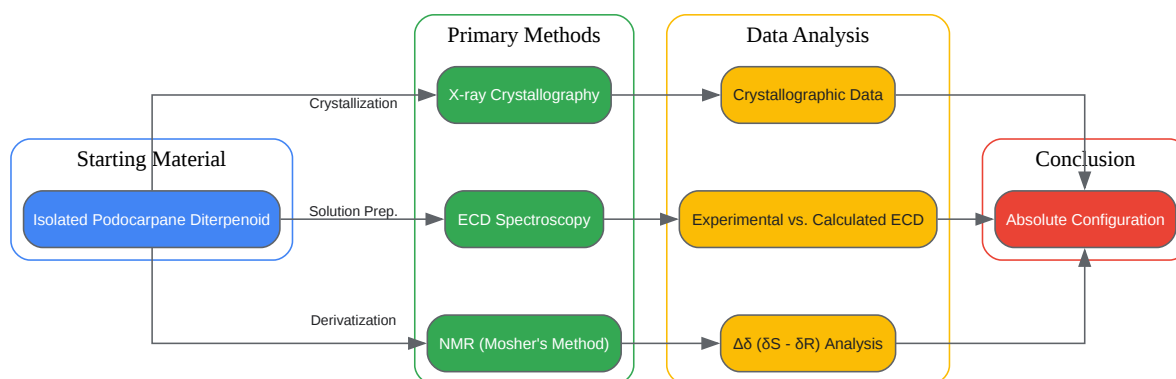 Primary Methods
Data Analysis
Crystallization
X-ray Crystallography
Crystallographic Data
Starting Material
Conclusion
Isolated Podocarpane Diterpenoid
Solution Prep.
ECD Spectroscopy
Experimental vs. Calculated ECD
Absolute Configuration
Derivatization
NMR (Mosher's Method)
Δδ (δS - δR) Analysis